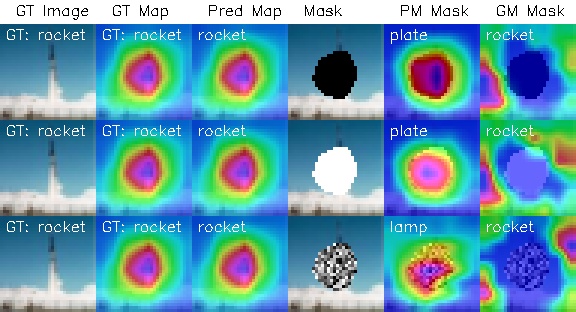 GT Image GT Map Pred Map Mask PM Mask GM Mask
GT: rocket GT: rocket rocket plate rocket
GT: rocket GT: rocket rocket plate rocket
GT: rocket GT: rocket rocket lamp rocket